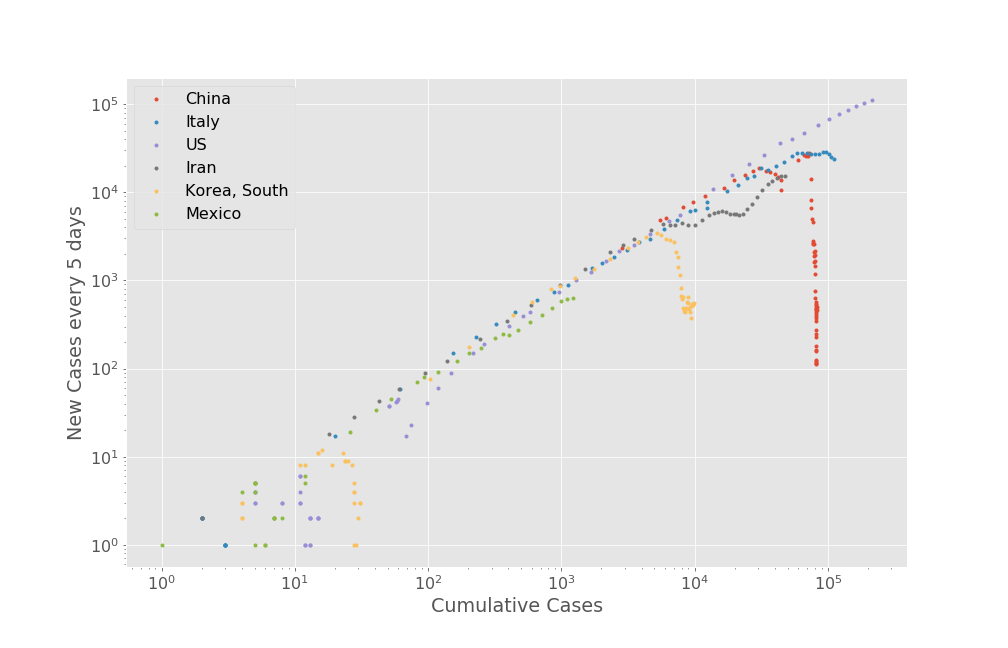 China
Italy
US
Iran
Korea, South
Mexico
10⁵
10⁴
10³
10²
10¹
10⁰
New Cases every 5 days
10⁰ 10¹ 10² 10³ 10⁴ 10⁵
Cumulative Cases